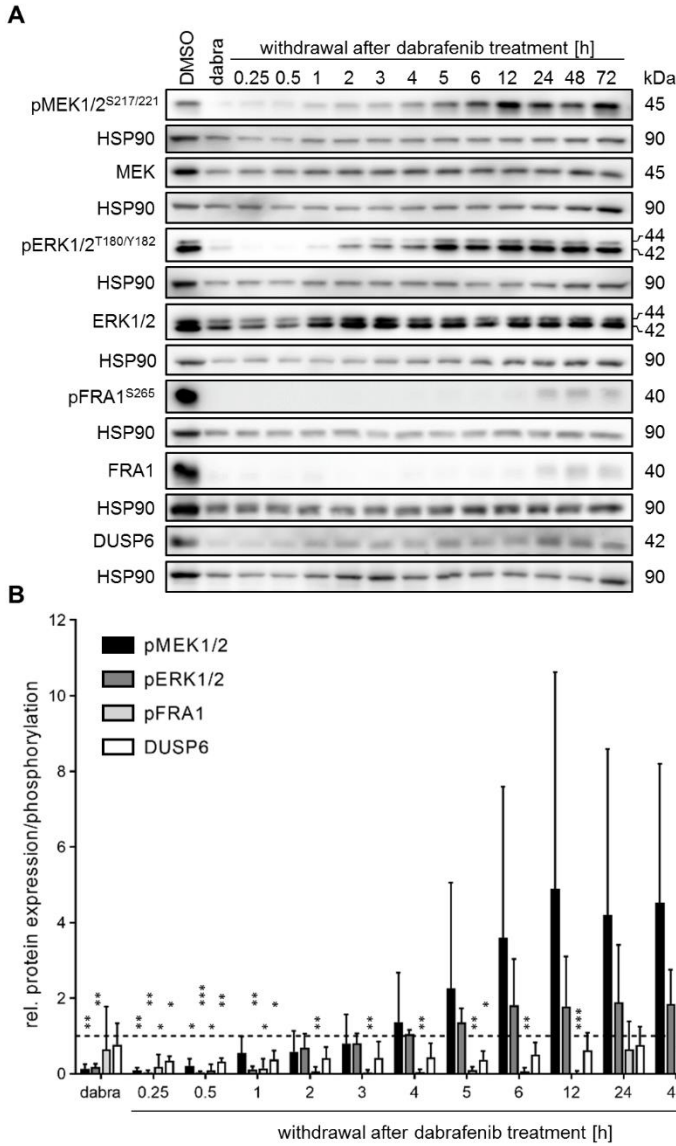 A
withdrawal after dabrafenib treatment [h]
DMSO dabra 0.25 0.5 1 2 3 4 5 6 12 24 48 72 kDa
pMEK1/2S217/221 45
HSP90 90
MEK 45
HSP90 90
pERK1/2T180/Y182 44
42
HSP90 90
ERK1/2 44
42
HSP90 90
pFRA1S265 40
HSP90 90
FRA1 40
HSP90 90
DUSP6 42
HSP90 90
B
rel. protein expression/phosphorylation
12
10
8
6
4
2
0
pMEK1/2
pERK1/2
pFRA1
DUSP6
** ** ** ** * * * *** * ** ** * * ** ** ** ** * ** ***
dabra 0.25 0.5 1 2 3 4 5 6 12 24 4
withdrawal after dabrafenib treatment [h]